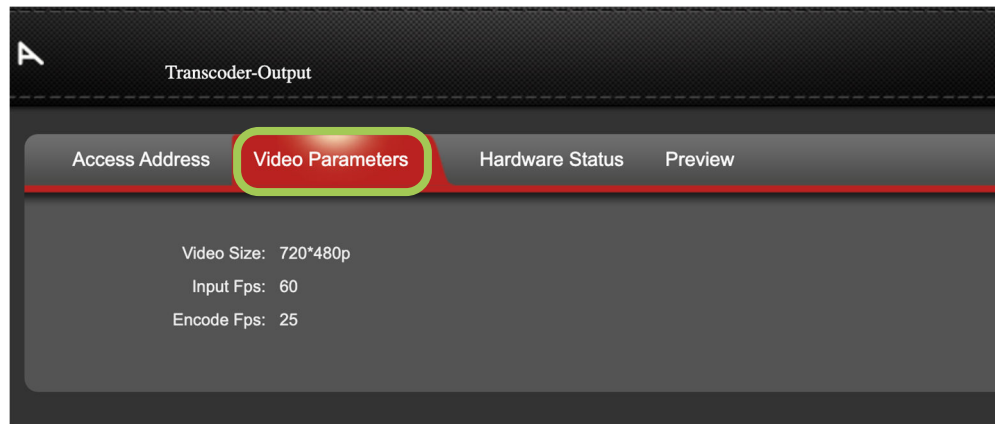 Transcoder-Output
Access Address Video Parameters Hardware Status Preview
Video Size: 720*480p
Input Fps: 60
Encode Fps: 25